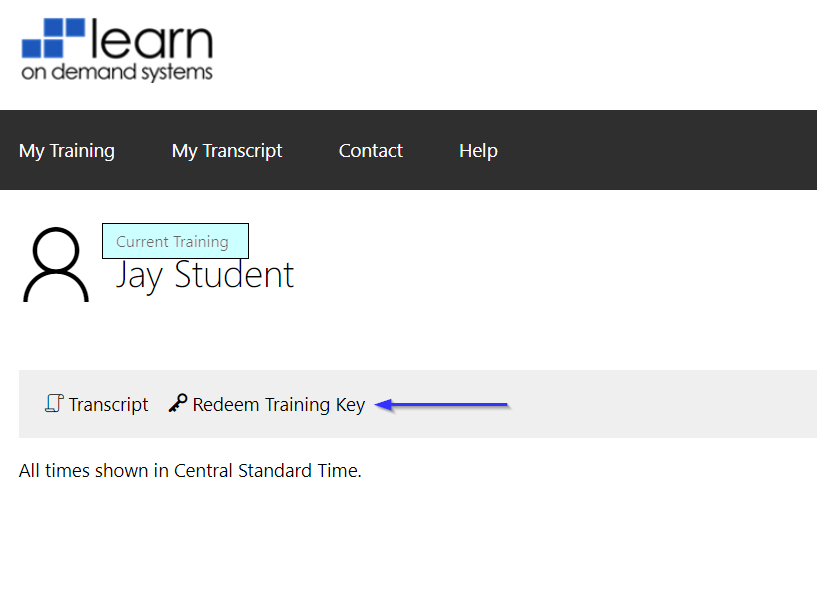 learn
on demand systems
My Training My Transcript Contact Help
Current Training
Jay Student
Transcript Redeem Training Key
All times shown in Central Standard Time.